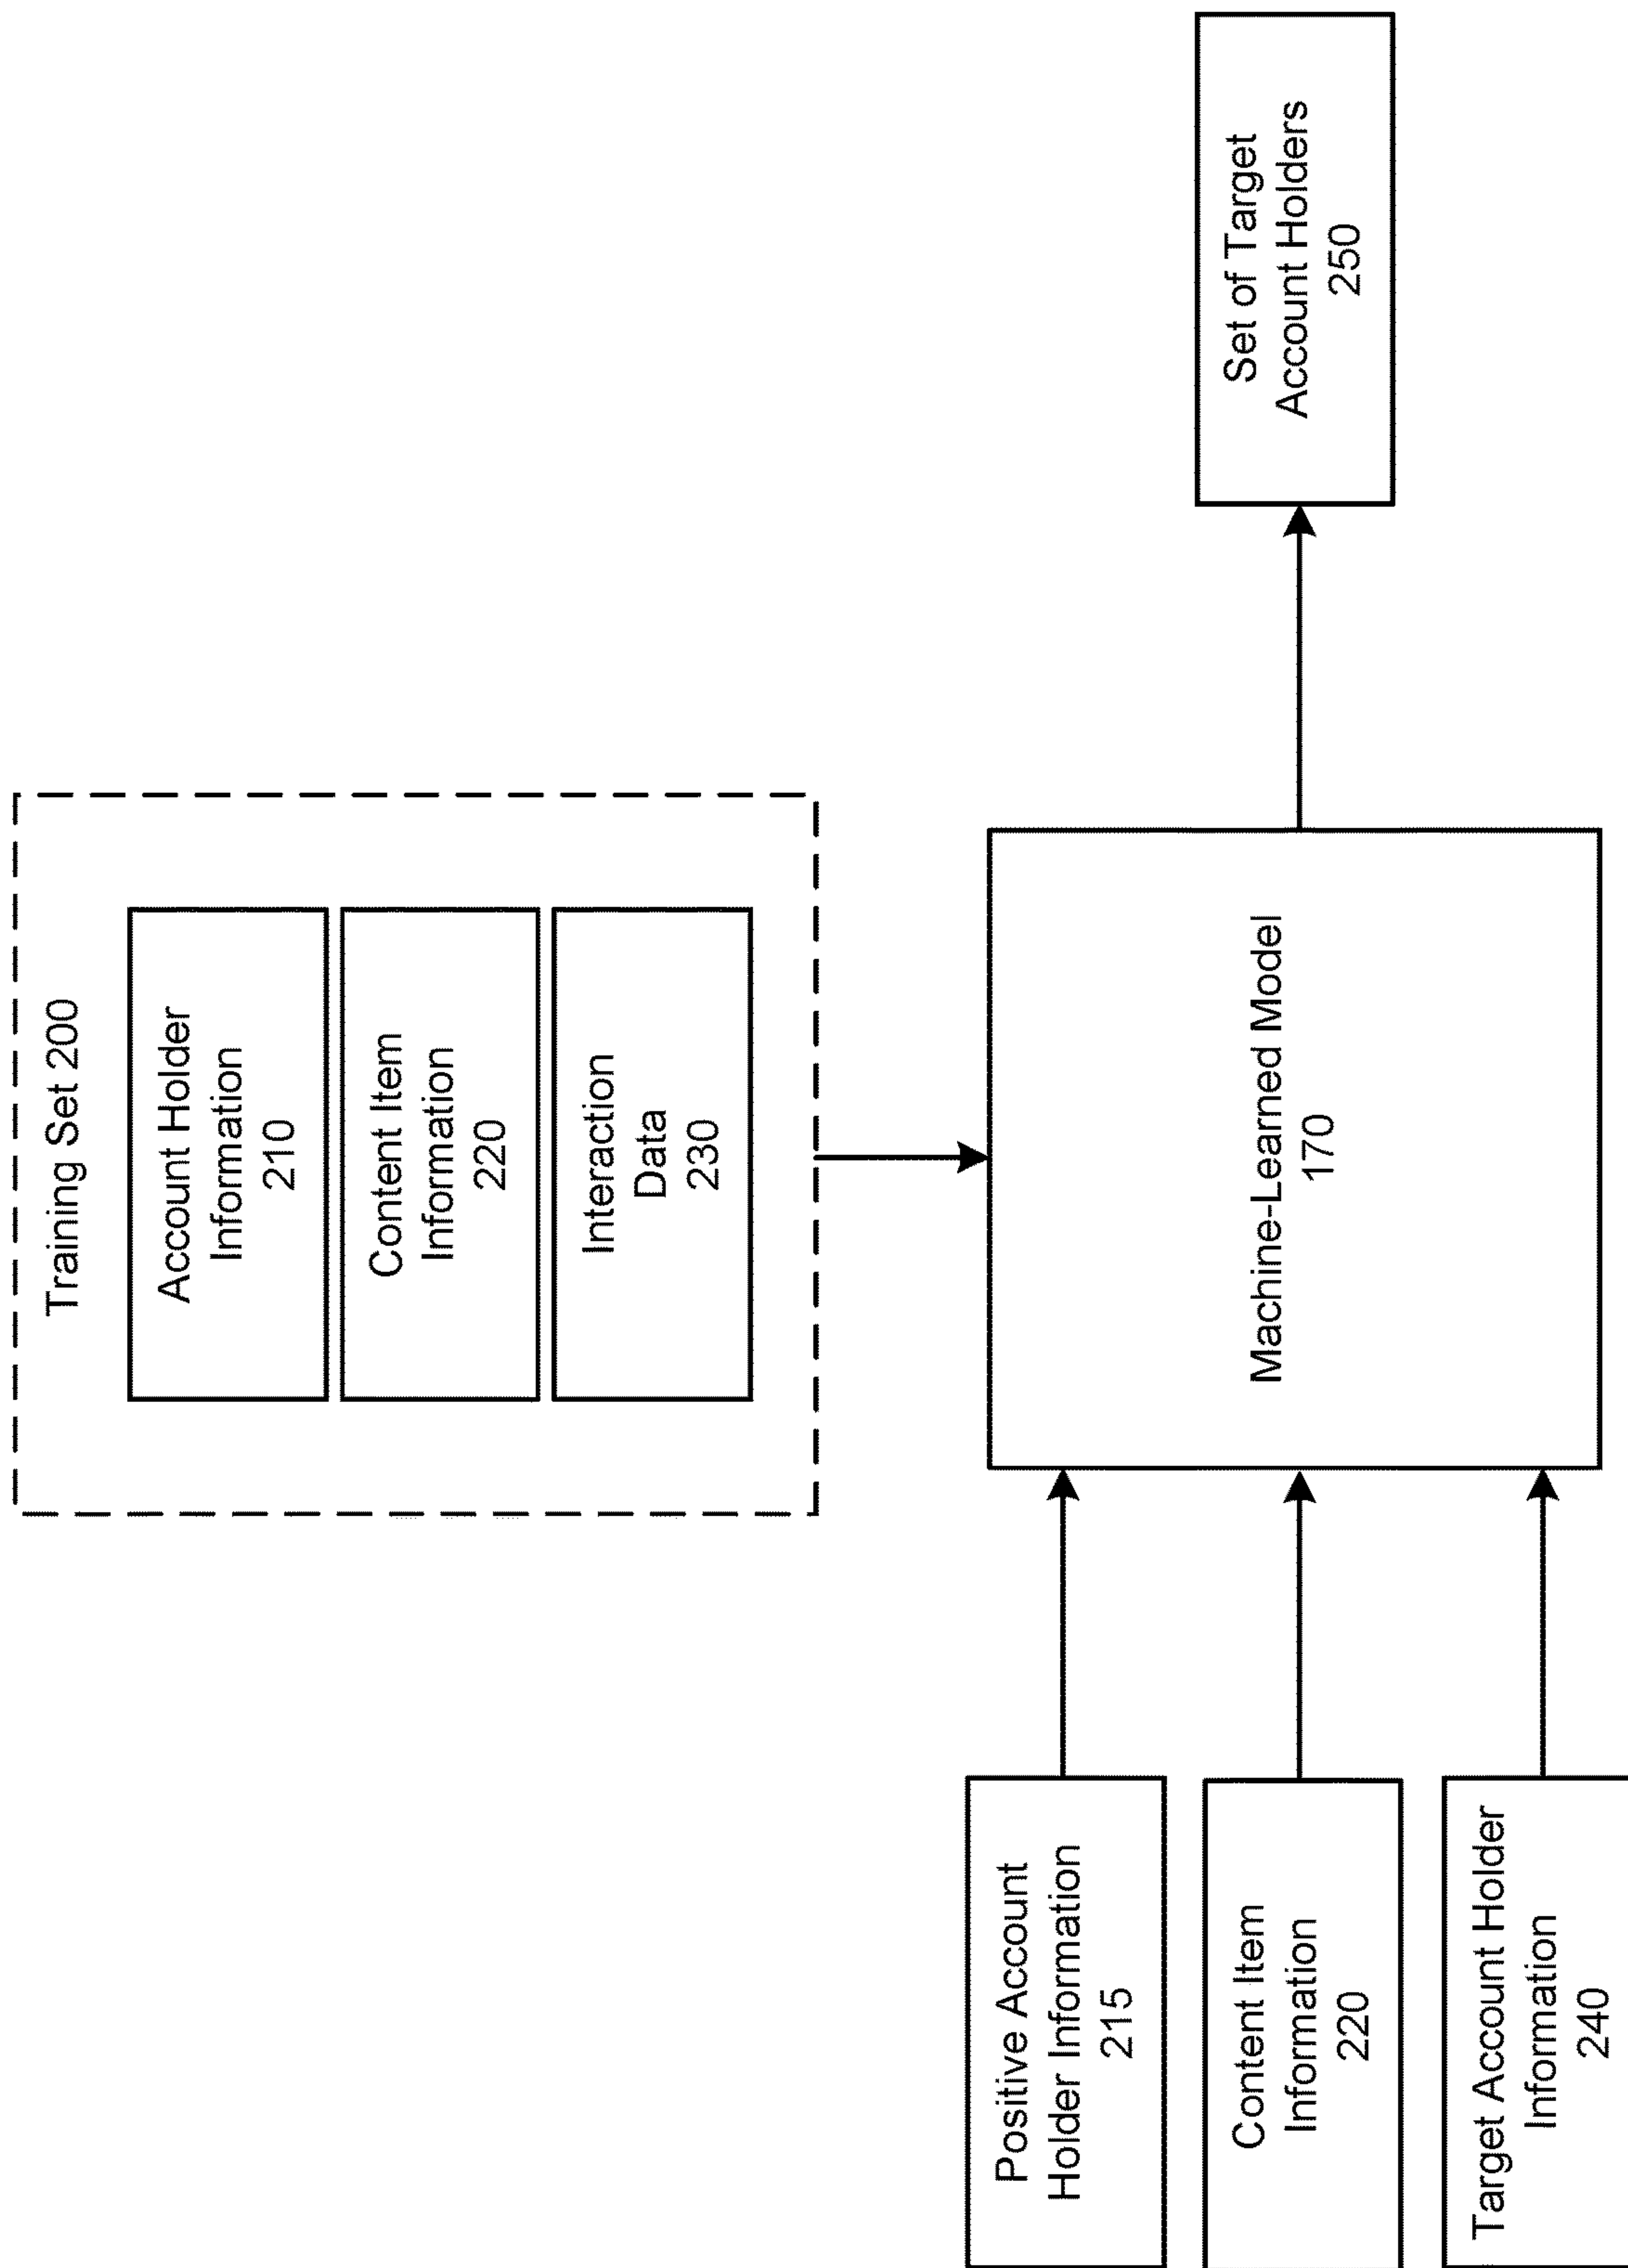 Training Set 200
Account Holder
Information
210
Content Item
Information
220
Interaction
Data
230
Positive Account
Holder Information
215
Content Item
Information
220
Target Account Holder
Information
240
Machine-Learned Model
170
Set of Target
Account Holders
250